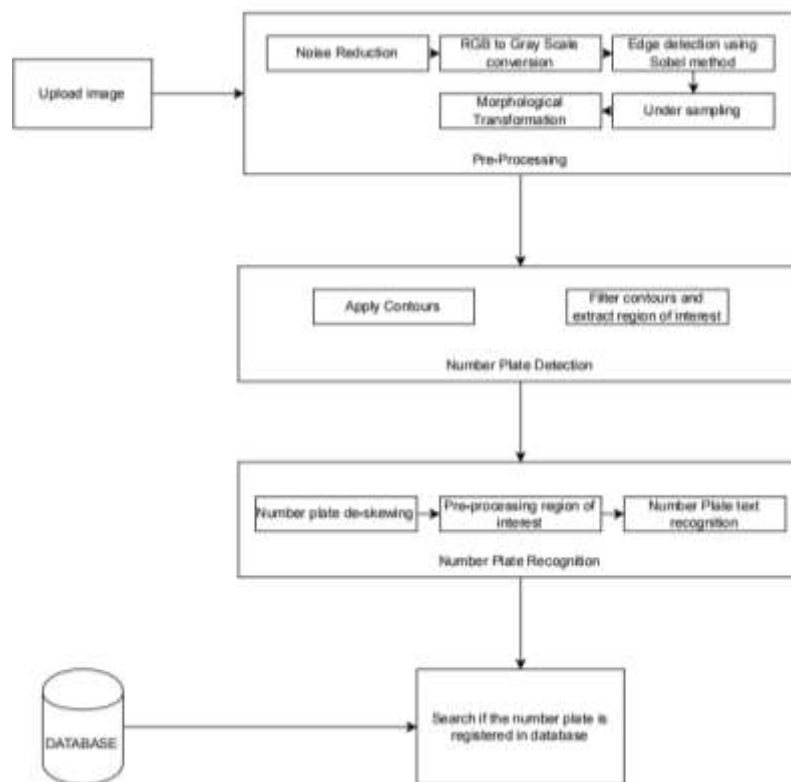 Noise Reduction
RGB to Gray Scale
conversion
Edge detection using
Sobel method
Upload image
Morphological
Transformation
Under sampling
Pre-Processing
Apply Contours
Filter contours and
extract region of interest
Number Plate Detection
Number plate de-skewing
Pre-processing region of
interest
Number Plate text
recognition
Number Plate Recognition
DATABASE
Search if the number plate is
registered in database